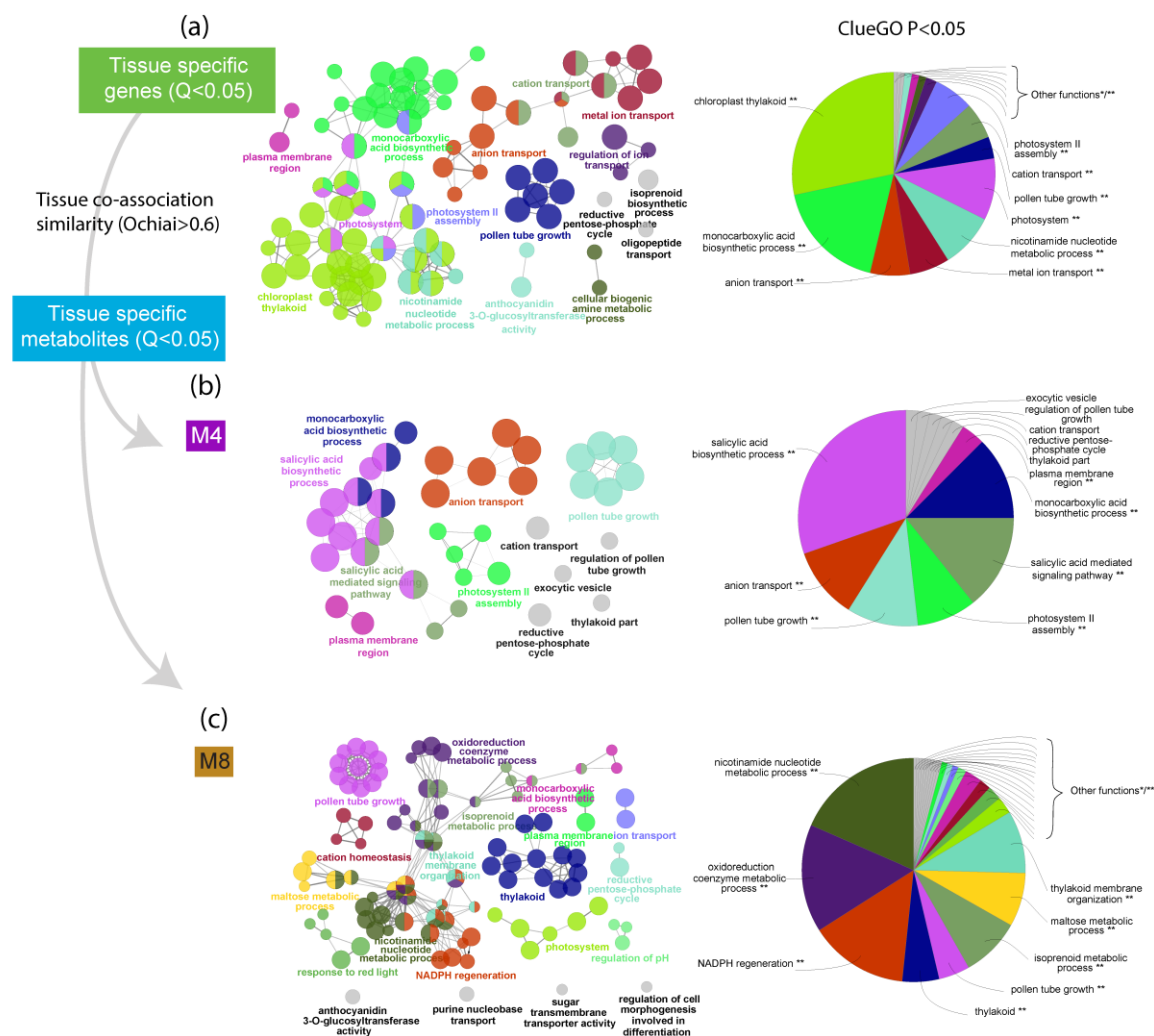 (a)
ClueGO P<0.05
Tissue specific
genes (Q<0.05)
Tissue co-association
similarity (Ochiai>0.6)
Tissue specific
metabolites (Q<0.05)
cation transport
metal ion transport
plasma membrane
region
monocarboxylic
acid biosynthetic
process
anion transport
regulation of ion
transport
isoprenoid
biosynthetic
process
photosystem II
assembly
photosystem
pollen tube growth
reductive
pentose-phosphate
cycle
oligopeptide
transport
chloroplast
thylakoid
nicotinamide
nucleotide
metabolic process
anthocyanidin
3-O-glucosyltransferase
activity
cellular biogenic
amine metabolic
process
chloroplast thylakoid **
monocarboxylic acid
biosynthetic process **
anion transport **
Other functions*/**
photosystem II
assembly **
cation transport **
pollen tube growth **
photosystem **
nicotinamide nucleotide
metabolic process **
metal ion transport **
(b)
M4
monocarboxylic
acid biosynthetic
process
salicylic acid
biosynthetic
process
anion transport
pollen tube growth
cation transport
regulation of pollen
tube growth
salicylic acid
mediated signaling
pathway
exocytic vesicle
photosystem II
assembly
thylakoid part
plasma membrane
region
reductive
pentose-phosphate
cycle
salicylic acid
biosynthetic process **
anion transport **
pollen tube growth **
exocytic vesicle
regulation of pollen tube
growth
cation transport
reductive pentose-
phosphate cycle
thylakoid part
plasma membrane
region **
monocarboxylic acid
biosynthetic process **
salicylic acid mediated
signaling pathway **
photosystem II
assembly **
(c)
M8
oxidoreduction
coenzyme
metabolic process
pollen tube growth
monocarboxylic
acid biosynthetic
process
isoprenoid
metabolic process
plasma membrane
region
ion transport
cation homeostasis
thylakoid
membrane
organization
maltose metabolic
process
thylakoid
reductive
pentose-phosphate
cycle
nicotinamide
nucleotide
metabolic process
photosystem
regulation of pH
response to red light
NADPH regeneration
anthocyanidin
3-O-glucosyltransferase
activity
purine nucleobase
transport
sugar
transmembrane
transporter activity
regulation of cell
morphogenesis
involved in
differentiation
nicotinamide nucleotide
metabolic process **
oxidoreduction
coenzyme metabolic
process **
NADPH regeneration **
Other functions*/**
thylakoid membrane
organization **
maltose metabolic
process **
isoprenoid metabolic
process **
pollen tube growth **
thylakoid **